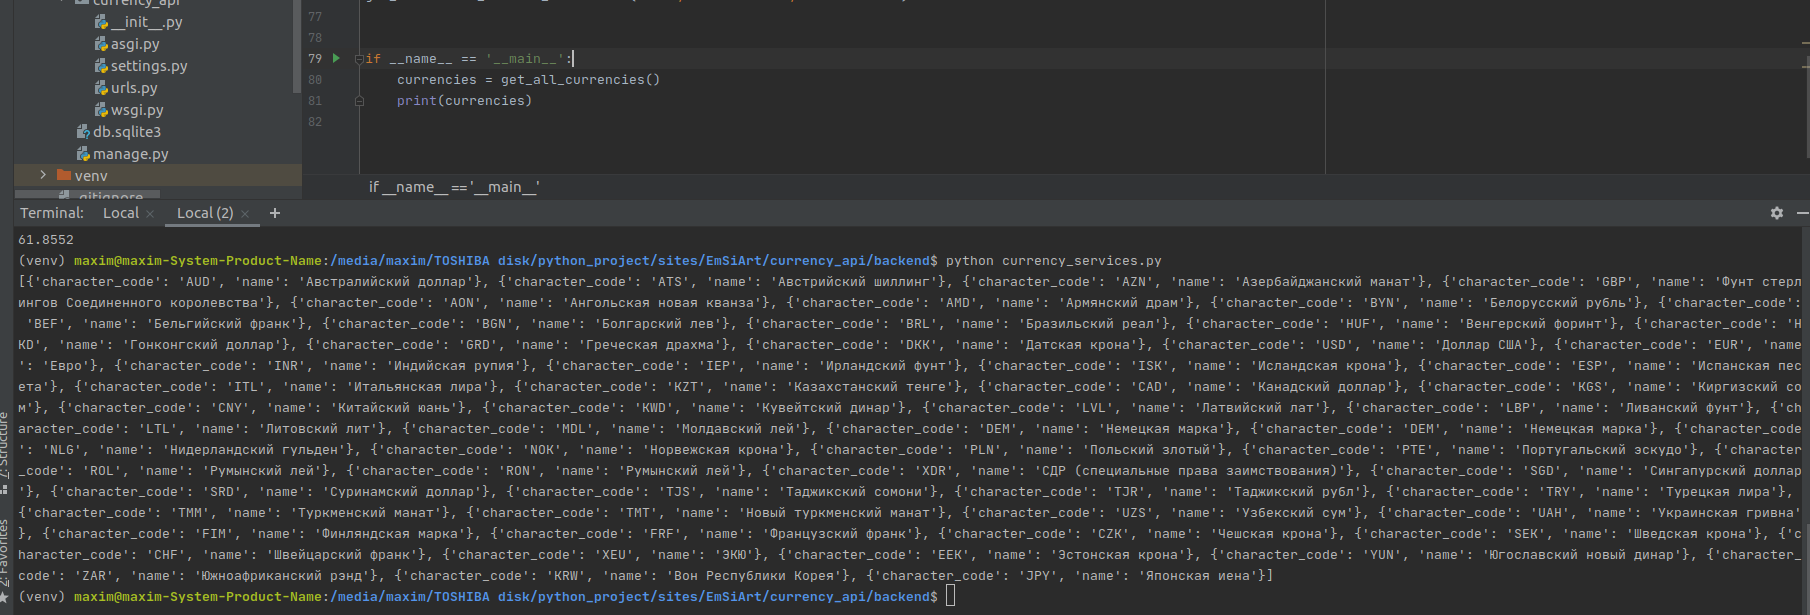 currency_api
__init__.py
asgi.py
settings.py
urls.py
wsgi.py
db.sqlite3
manage.py
venv
.gitignore
77
78
79 if __name__ == '__main__':
80 currencies = get_all_currencies()
81 print(currencies)
82
if __name__ == '__main__'
Terminal: Local × Local (2) × +
61.8552
(venv) maxim@maxim-System-Product-Name:/media/maxim/TOSHIBA disk/python_project/sites/EmSiArt/currency_api/backend$ python currency_services.py
[{'character_code': 'AUD', 'name': 'Австралийский доллар'}, {'character_code': 'ATS', 'name': 'Австрийский шиллинг'}, {'character_code': 'AZN', 'name': 'Азербайджанский манат'}, {'character_code': 'GBP', 'name': 'Фунт стерл
ингов Соединенного королевства'}, {'character_code': 'AON', 'name': 'Ангольская новая кванза'}, {'character_code': 'AMD', 'name': 'Армянский драм'}, {'character_code': 'BYN', 'name': 'Белорусский рубль'}, {'character_code':
'BEF', 'name': 'Бельгийский франк'}, {'character_code': 'BGN', 'name': 'Болгарский лев'}, {'character_code': 'BRL', 'name': 'Бразильский реал'}, {'character_code': 'HUF', 'name': 'Венгерский форинт'}, {'character_code': 'H
KD', 'name': 'Гонконгский доллар'}, {'character_code': 'GRD', 'name': 'Греческая драхма'}, {'character_code': 'DKK', 'name': 'Датская крона'}, {'character_code': 'USD', 'name': 'Доллар США'}, {'character_code': 'EUR', 'name
': 'Евро'}, {'character_code': 'INR', 'name': 'Индийская рупия'}, {'character_code': 'IEP', 'name': 'Ирландский фунт'}, {'character_code': 'ISK', 'name': 'Исландская крона'}, {'character_code': 'ESP', 'name': 'Испанская пес
ета'}, {'character_code': 'ITL', 'name': 'Итальянская лира'}, {'character_code': 'KZT', 'name': 'Казахстанский тенге'}, {'character_code': 'CAD', 'name': 'Канадский доллар'}, {'character_code': 'KGS', 'name': 'Киргизский со
м'}, {'character_code': 'CNY', 'name': 'Китайский юань'}, {'character_code': 'KWD', 'name': 'Кувейтский динар'}, {'character_code': 'LVL', 'name': 'Латвийский лат'}, {'character_code': 'LBP', 'name': 'Ливанский фунт'}, {'ch
aracter_code': 'LTL', 'name': 'Литовский лит'}, {'character_code': 'MDL', 'name': 'Молдавский лей'}, {'character_code': 'DEM', 'name': 'Немецкая марка'}, {'character_code': 'DEM', 'name': 'Немецкая марка'}, {'character_code
': 'NLG', 'name': 'Нидерландский гульден'}, {'character_code': 'NOK', 'name': 'Норвежская крона'}, {'character_code': 'PLN', 'name': 'Польский злотый'}, {'character_code': 'PTE', 'name': 'Португальский эскудо'}, {'character
_code': 'ROL', 'name': 'Румынский лей'}, {'character_code': 'RON', 'name': 'Румынский лей'}, {'character_code': 'XDR', 'name': 'СДР (специальные права заимствования)'}, {'character_code': 'SGD', 'name': 'Сингапурский доллар
'}, {'character_code': 'SRD', 'name': 'Суринамский доллар'}, {'character_code': 'TJS', 'name': 'Таджикский сомони'}, {'character_code': 'TJR', 'name': 'Таджикский рубл'}, {'character_code': 'TRY', 'name': 'Турецкая лира'},
{'character_code': 'TMM', 'name': 'Туркменский манат'}, {'character_code': 'TMT', 'name': 'Новый туркменский манат'}, {'character_code': 'UZS', 'name': 'Узбекский сум'}, {'character_code': 'UAH', 'name': 'Украинская гривна'
}, {'character_code': 'FIM', 'name': 'Финляндская марка'}, {'character_code': 'FRF', 'name': 'Французский франк'}, {'character_code': 'CZK', 'name': 'Чешская крона'}, {'character_code': 'SEK', 'name': 'Шведская крона'}, {'c
haracter_code': 'CHF', 'name': 'Швейцарский франк'}, {'character_code': 'XEU', 'name': 'ЭКЮ'}, {'character_code': 'EEK', 'name': 'Эстонская крона'}, {'character_code': 'YUN', 'name': 'Югославский новый динар'}, {'character_
code': 'ZAR', 'name': 'Южноафриканский рэнд'}, {'character_code': 'KRW', 'name': 'Вон Республики Корея'}, {'character_code': 'JPY', 'name': 'Японская иена'}]
(venv) maxim@maxim-System-Product-Name:/media/maxim/TOSHIBA disk/python_project/sites/EmSiArt/currency_api/backend$
Structure
2: Favorites